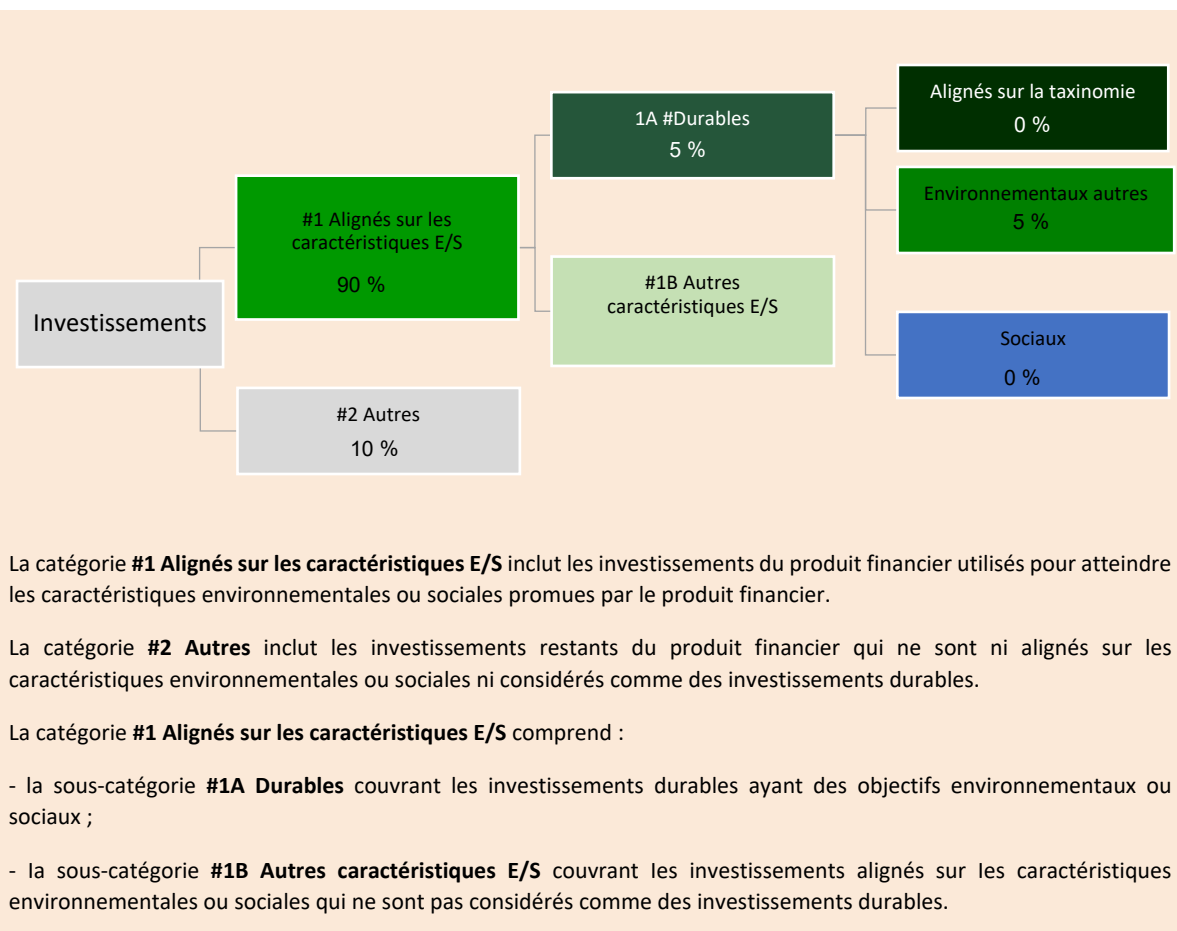 Alignés sur la taxinomie
0 %
1A #Durables
5 %
Environnementaux autres
5 %
#1 Alignés sur les
caractéristiques E/S
90 %
#1B Autres
caractéristiques E/S
Investissements
Sociaux
0 %
#2 Autres
10 %
La catégorie #1 Alignés sur les caractéristiques E/S inclut les investissements du produit financier utilisés pour atteindre
les caractéristiques environnementales ou sociales promues par le produit financier.
La catégorie #2 Autres inclut les investissements restants du produit financier qui ne sont ni alignés sur les
caractéristiques environnementales ou sociales ni considérés comme des investissements durables.
La catégorie #1 Alignés sur les caractéristiques E/S comprend :
- la sous-catégorie #1A Durables couvrant les investissements durables ayant des objectifs environnementaux ou
sociaux ;
- la sous-catégorie #1B Autres caractéristiques E/S couvrant les investissements alignés sur les caractéristiques
environnementales ou sociales qui ne sont pas considérés comme des investissements durables.